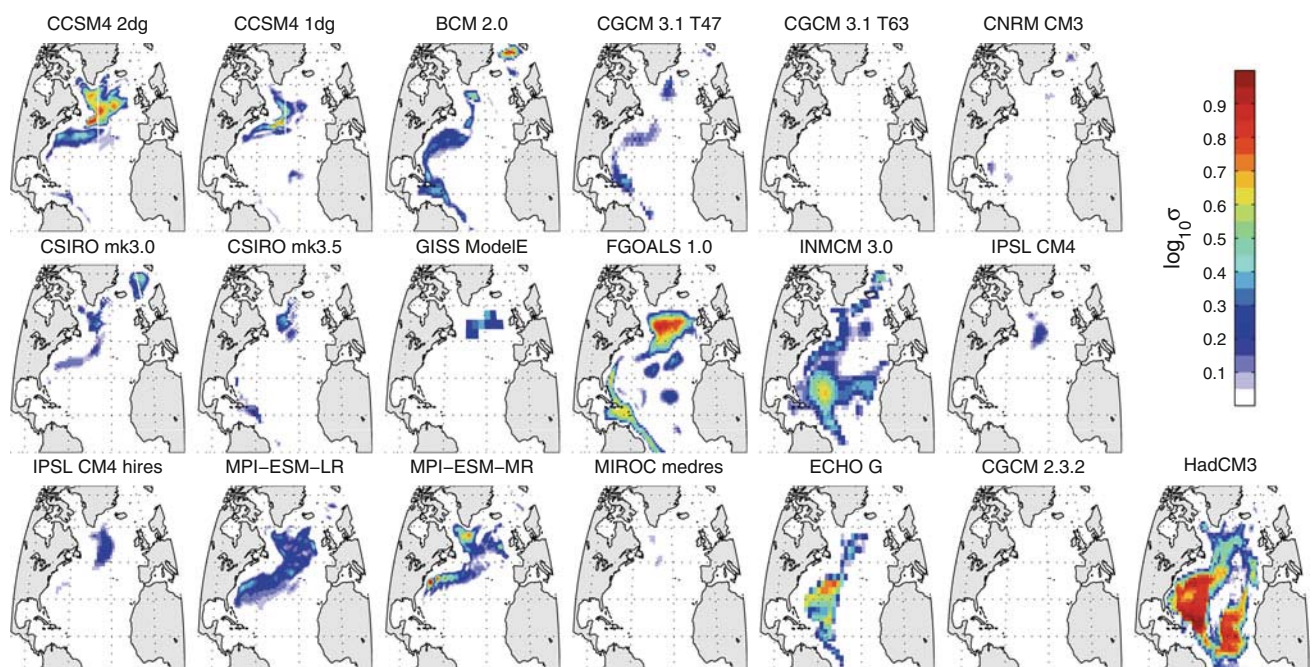 CCSM4 2dg
CCSM4 1dg
BCM 2.0
CGCM 3.1 T47
CGCM 3.1 T63
CNRM CM3
CSIRO mk3.0
CSIRO mk3.5
GISS ModelE
FGOALS 1.0
INMCM 3.0
IPSL CM4
IPSL CM4 hires
MPI–ESM–LR
MPI–ESM–MR
MIROC medres
ECHO G
CGCM 2.3.2
HadCM3
0.9
0.8
0.7
0.6
0.5
0.4
0.3
0.2
0.1
log₁₀σ